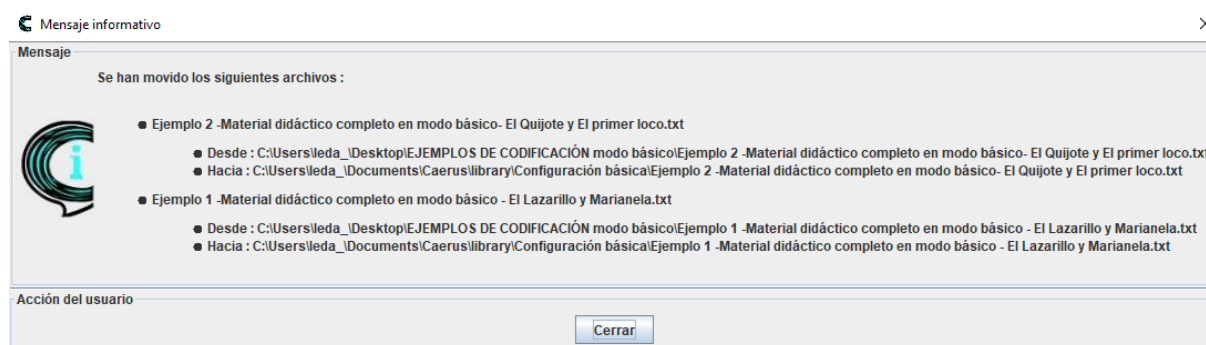 Mensaje informativo
Mensaje
Se han movido los siguientes archivos :
Ejemplo 2 -Material didáctico completo en modo básico- El Quijote y El primer loco.txt
Desde : C:\Users\leda_\Desktop\EJEMPLOS DE CODIFICACIÓN modo básico\Ejemplo 2 -Material didáctico completo en modo básico- El Quijote y El primer loco.txt
Hacia : C:\Users\leda_\Documents\Caerus\library\Configuración básica\Ejemplo 2 -Material didáctico completo en modo básico- El Quijote y El primer loco.txt
Ejemplo 1 -Material didáctico completo en modo básico - El Lazarillo y Marianela.txt
Desde : C:\Users\leda_\Desktop\EJEMPLOS DE CODIFICACIÓN modo básico\Ejemplo 1 -Material didáctico completo en modo básico - El Lazarillo y Marianela.txt
Hacia : C:\Users\leda_\Documents\Caerus\library\Configuración básica\Ejemplo 1 -Material didáctico completo en modo básico - El Lazarillo y Marianela.txt
Acción del usuario
Cerrar